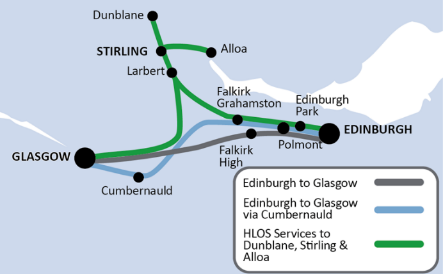 Dunblane
STIRLING
Alloa
Larbert
Falkirk
Grahamston
Edinburgh
Park
EDINBURGH
GLASGOW
Falkirk
High
Polmont
Cumbernauld
Edinburgh to Glasgow
Edinburgh to Glasgow
via Cumbernauld
HLOS Services to
Dunblane, Stirling &
Alloa